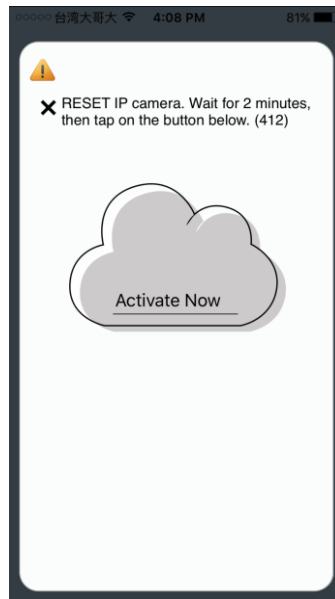 台湾大哥大 4:08 PM 81%
RESET IP camera. Wait for 2 minutes,
then tap on the button below. (412)
Activate Now